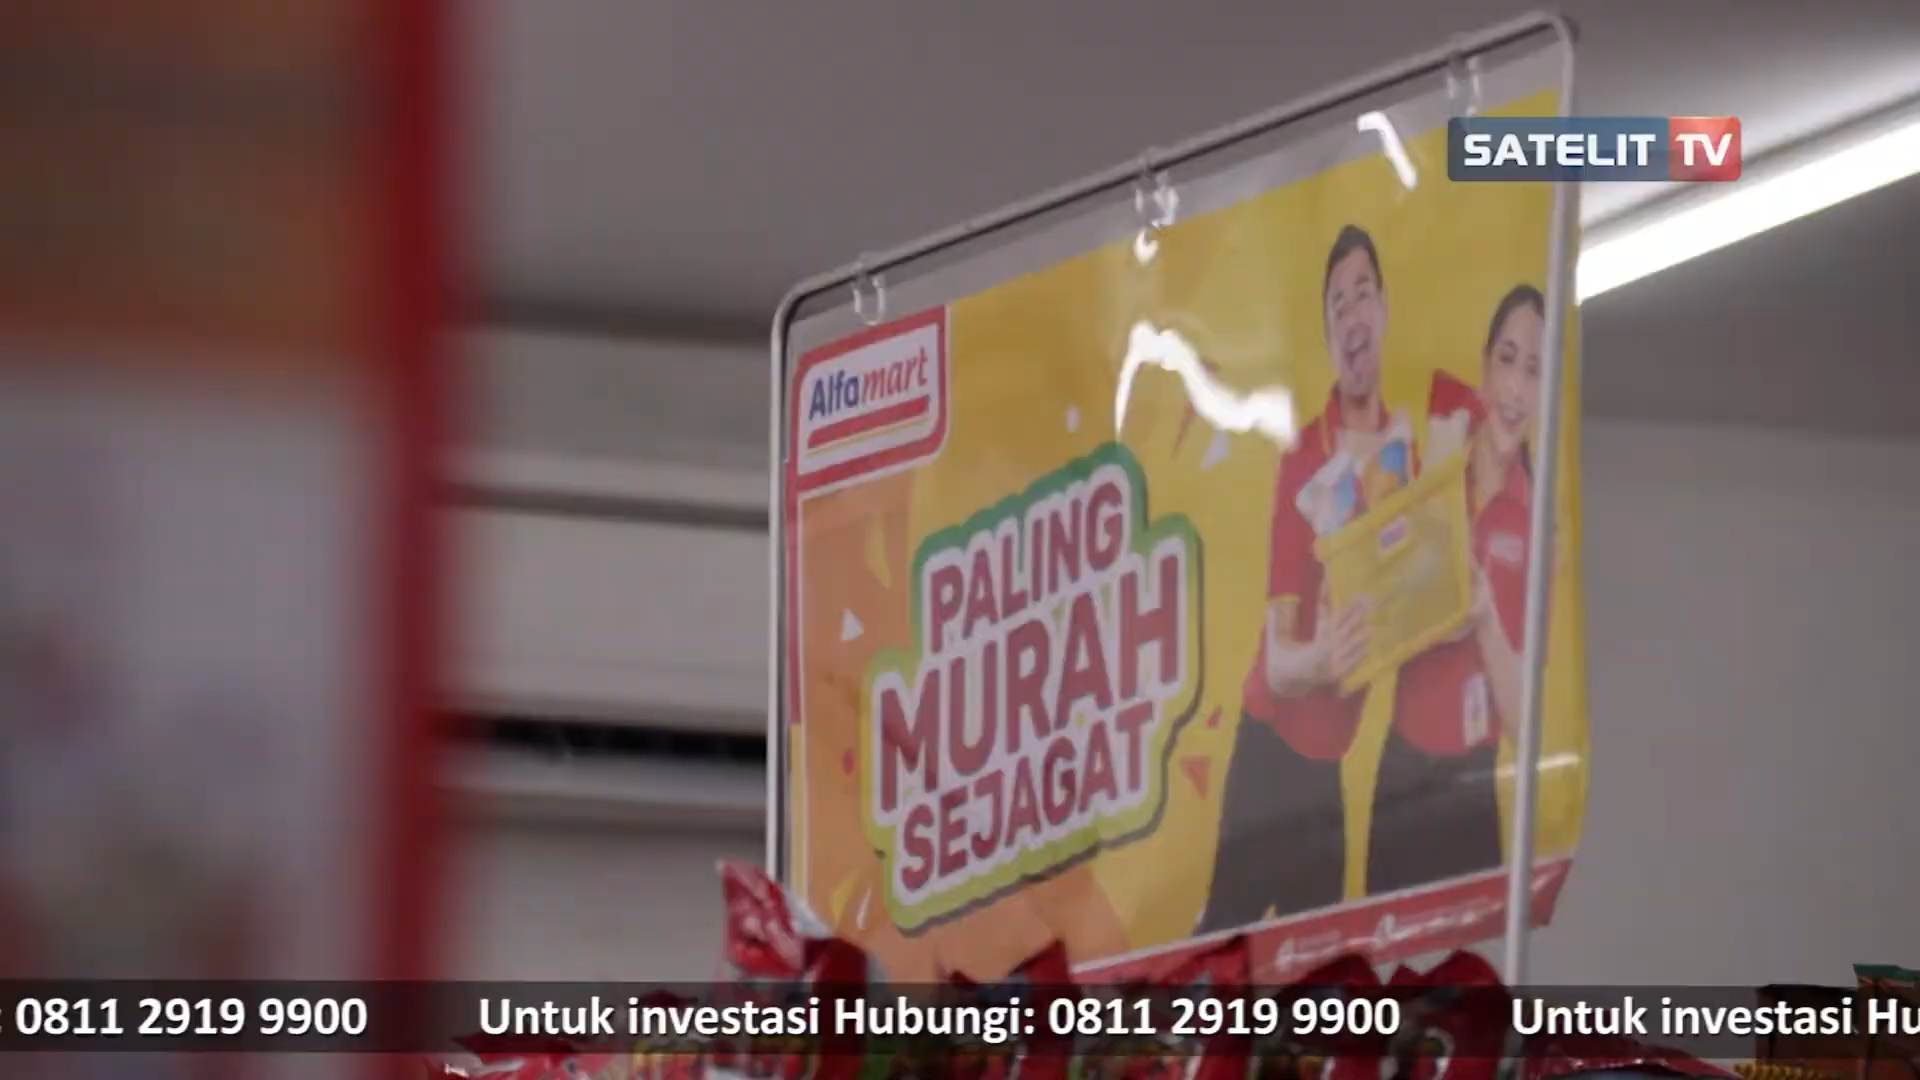 SATELIT TV
Alfamart
PALING
MURAH
SEJAGAT
: 0811 2919 9900 Untuk investasi Hubungi: 0811 2919 9900 Untuk investasi Hu